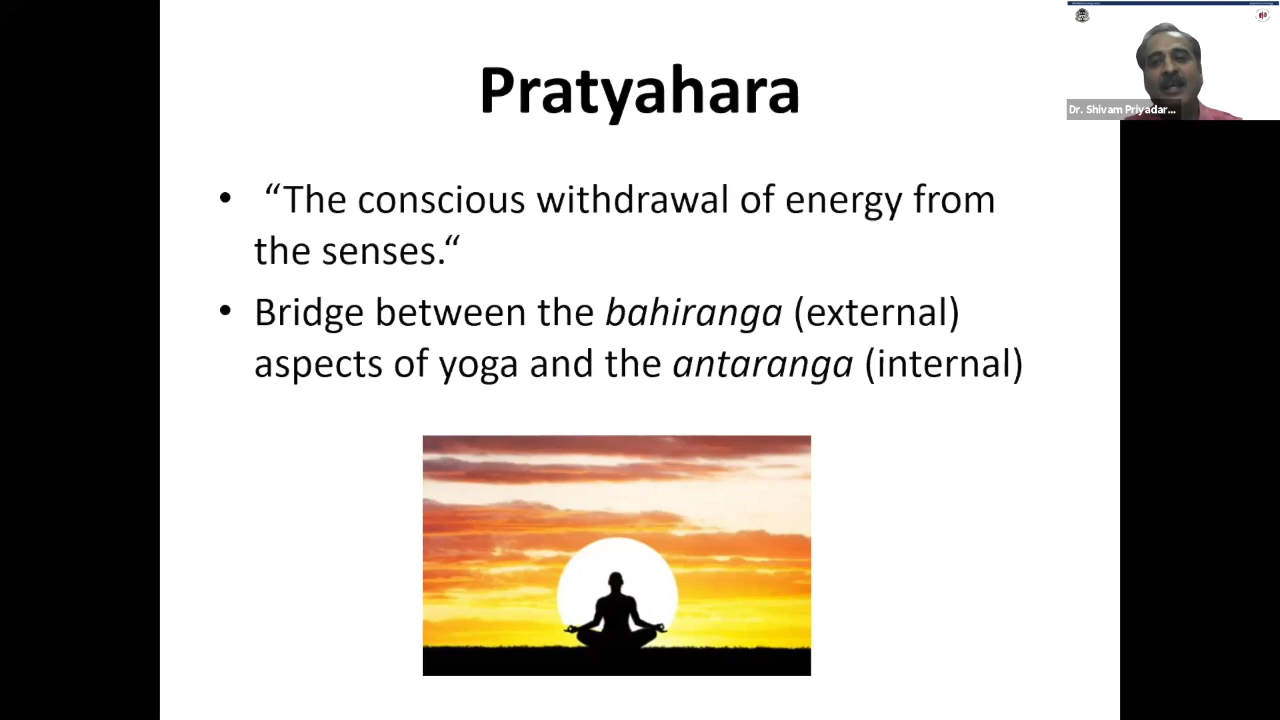 Pratyahara
• “The conscious withdrawal of energy from
the senses.“
• Bridge between the bahiranga (external)
aspects of yoga and the antaranga (internal)
Dr. Shivam Priyadar...